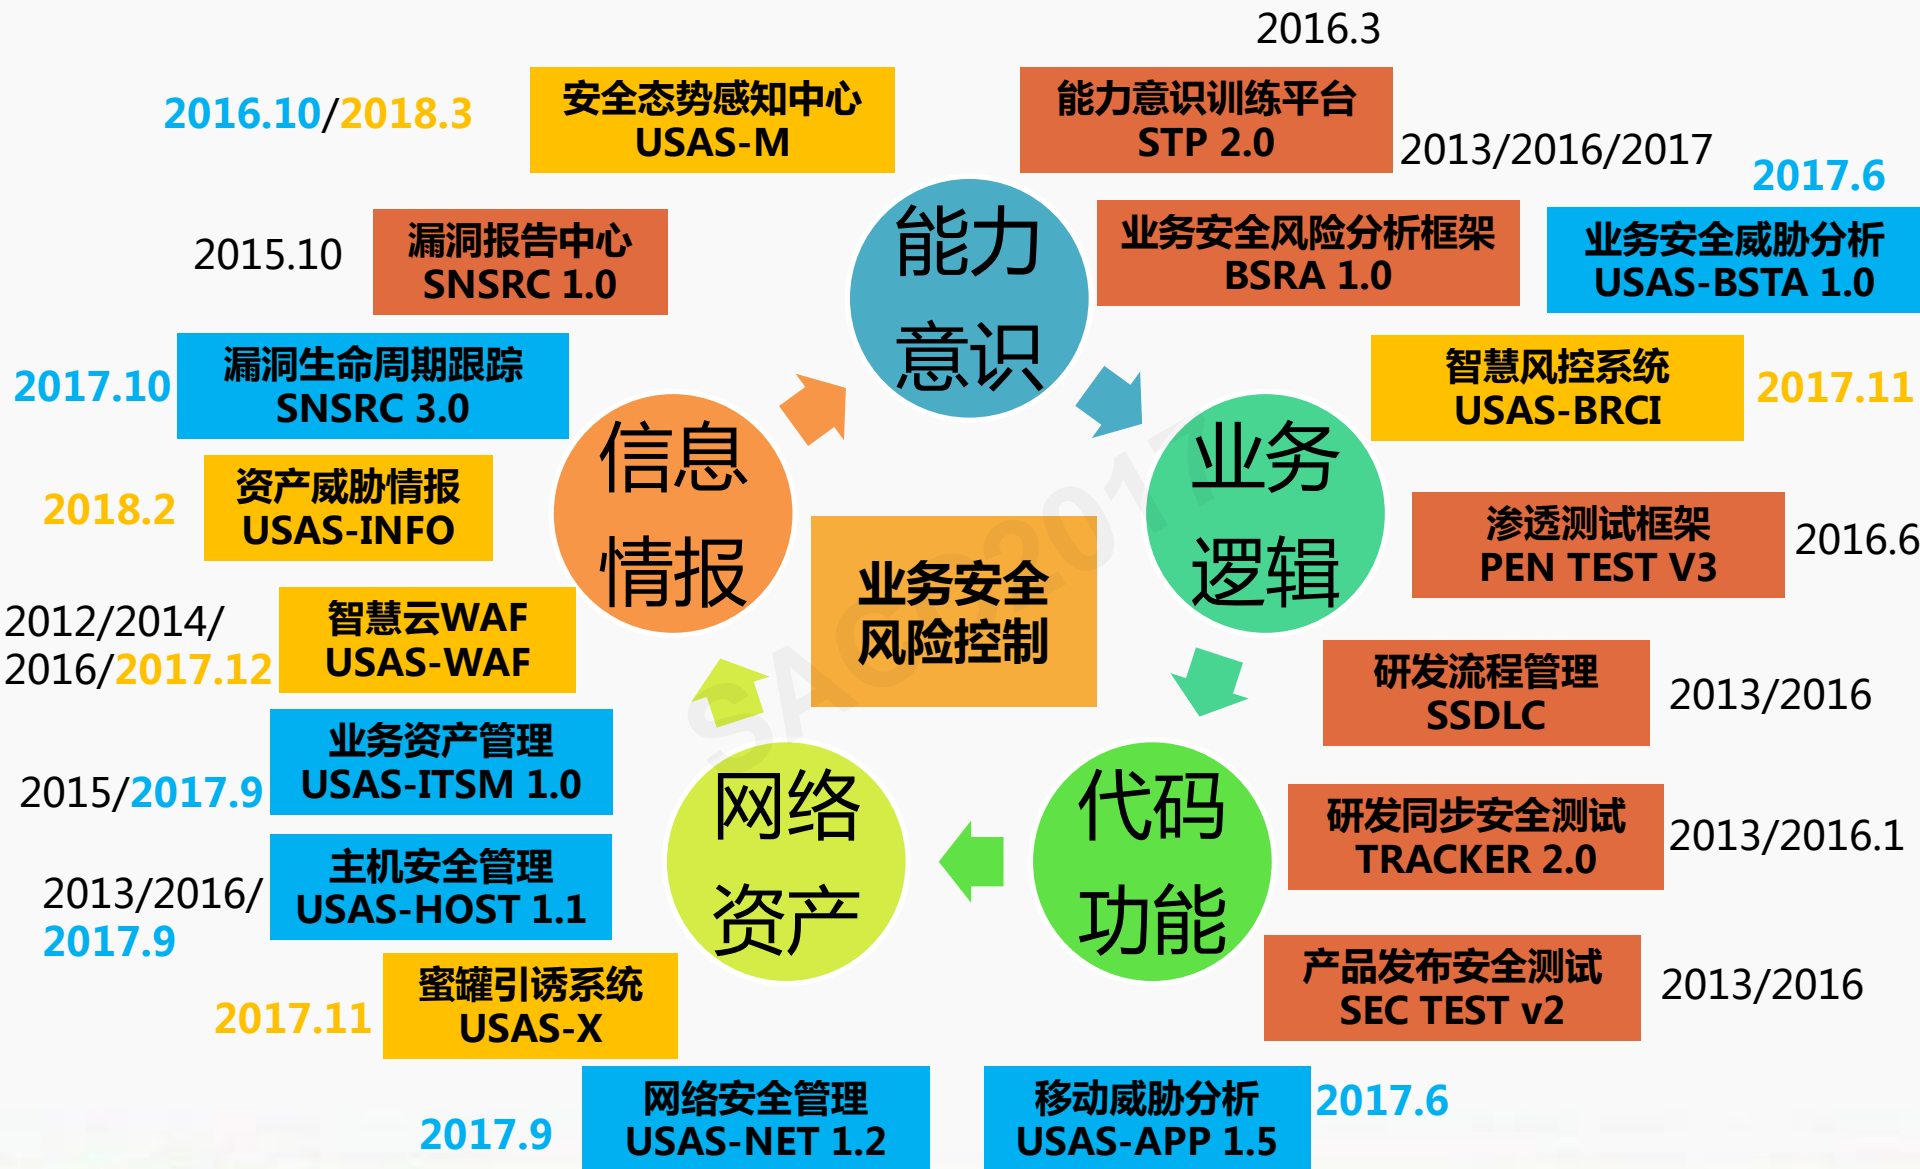 2016.3
2016.10/2018.3
安全态势感知中心
USAS-M
能力意识训练平台
STP 2.0
2013/2016/2017
2017.6
2015.10
漏洞报告中心
SNSRC 1.0
能力
意识
业务安全风险分析框架
BSRA 1.0
业务安全威胁分析
USAS-BSTA 1.0
2017.10
漏洞生命周期跟踪
SNSRC 3.0
智慧风控系统
USAS-BRCI
2017.11
信息
情报
业务
逻辑
2018.2
资产威胁情报
USAS-INFO
渗透测试框架
PEN TEST V3
2016.6
业务安全
风险控制
SACC2017
2012/2014/
2016/2017.12
智慧云WAF
USAS-WAF
研发流程管理
SSDLC
2013/2016
2015/2017.9
业务资产管理
USAS-ITSM 1.0
网络
资产
代码
功能
研发同步安全测试
TRACKER 2.0
2013/2016.1
2013/2016/
2017.9
主机安全管理
USAS-HOST 1.1
产品发布安全测试
SEC TEST v2
2013/2016
2017.11
蜜罐引诱系统
USAS-X
2017.9
网络安全管理
USAS-NET 1.2
移动威胁分析
USAS-APP 1.5
2017.6